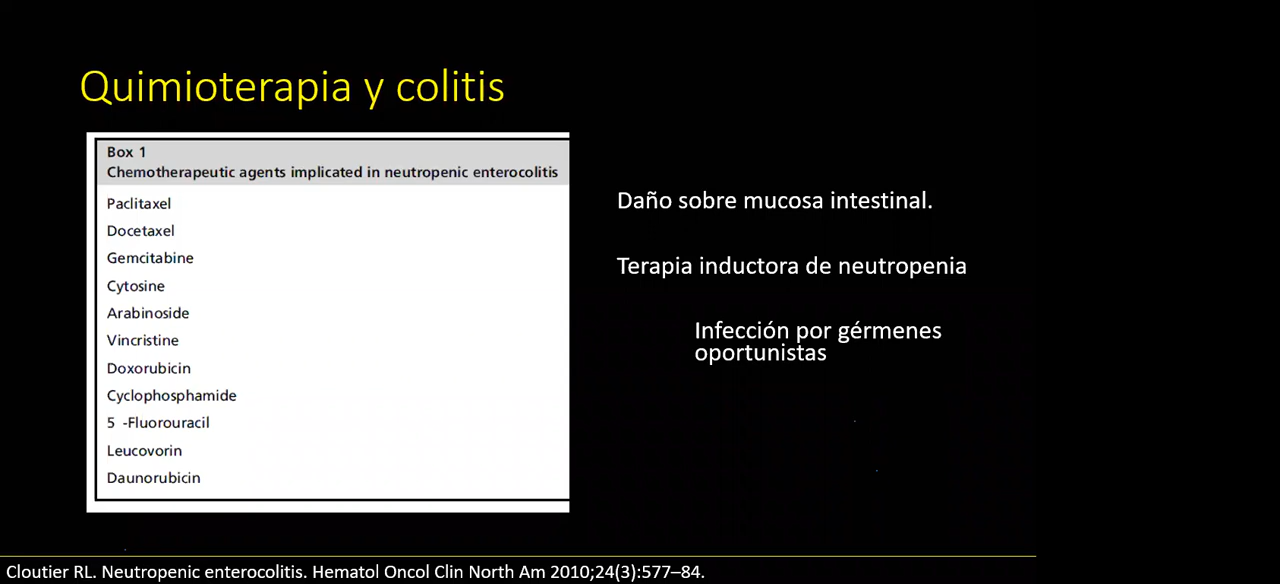 Quimioterapia y colitis
Box 1
Chemotherapeutic agents implicated in neutropenic enterocolitis
Paclitaxel
Docetaxel
Gemcitabine
Cytosine
Arabinoside
Vincristine
Doxorubicin
Cyclophosphamide
5 -Fluorouracil
Leucovorin
Daunorubicin
Daño sobre mucosa intestinal.
Terapia inductora de neutropenia
Infección por gérmenes
oportunistas
Cloutier RL. Neutropenic enterocolitis. Hematol Oncol Clin North Am 2010;24(3):577–84.